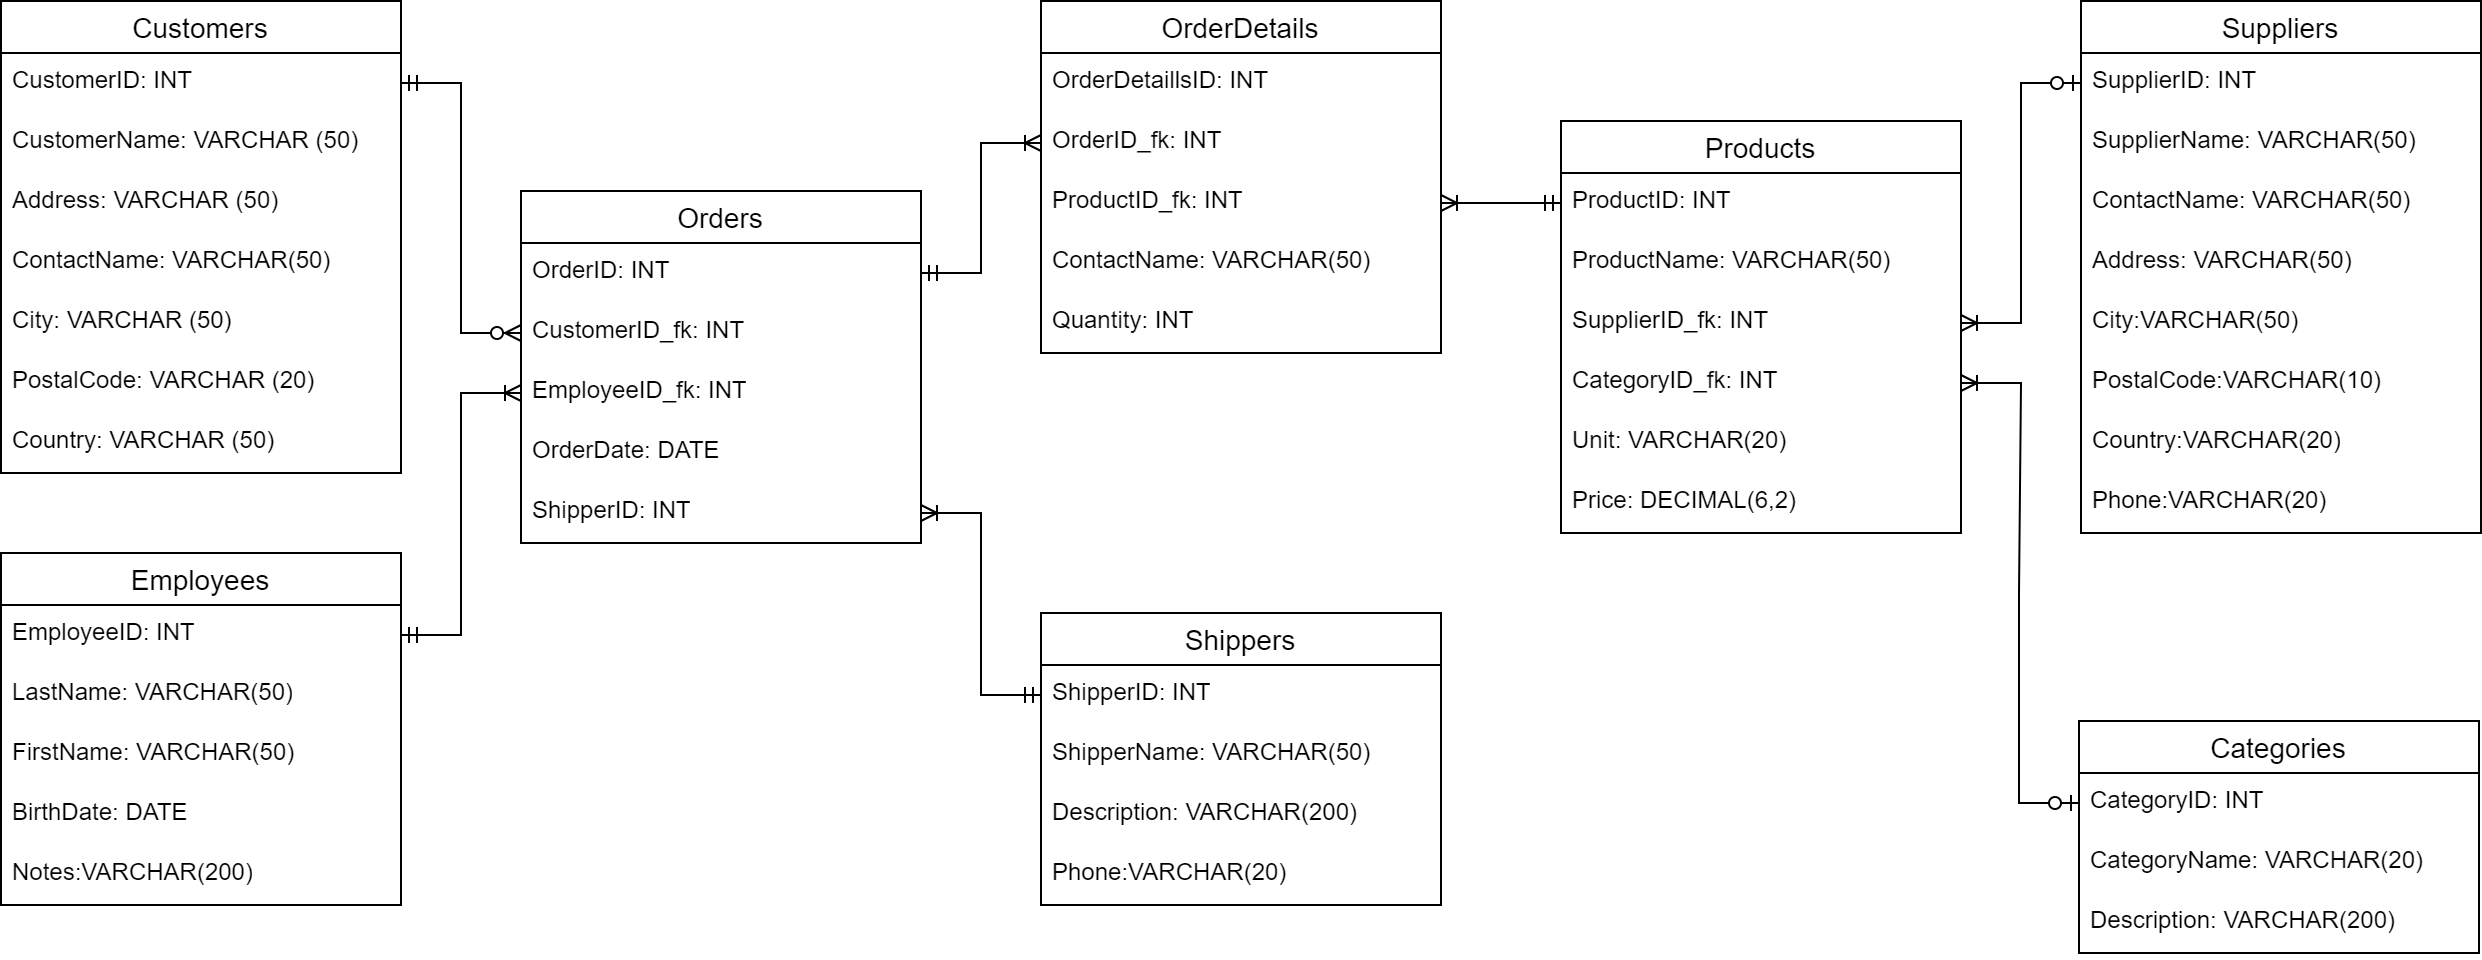 Customers
CustomerID: INT
CustomerName: VARCHAR (50)
Address: VARCHAR (50)
ContactName: VARCHAR(50)
City: VARCHAR (50)
PostalCode: VARCHAR (20)
Country: VARCHAR (50)
Employees
EmployeeID: INT
LastName: VARCHAR(50)
FirstName: VARCHAR(50)
BirthDate: DATE
Notes:VARCHAR(200)
Orders
OrderID: INT
CustomerID_fk: INT
EmployeeID_fk: INT
OrderDate: DATE
ShipperID: INT
OrderDetails
OrderDetaillsID: INT
OrderID_fk: INT
ProductID_fk: INT
ContactName: VARCHAR(50)
Quantity: INT
Shippers
ShipperID: INT
ShipperName: VARCHAR(50)
Description: VARCHAR(200)
Phone:VARCHAR(20)
Products
ProductID: INT
ProductName: VARCHAR(50)
SupplierID_fk: INT
CategoryID_fk: INT
Unit: VARCHAR(20)
Price: DECIMAL(6,2)
Suppliers
SupplierID: INT
SupplierName: VARCHAR(50)
ContactName: VARCHAR(50)
Address: VARCHAR(50)
City:VARCHAR(50)
PostalCode:VARCHAR(10)
Country:VARCHAR(20)
Phone:VARCHAR(20)
Categories
CategoryID: INT
CategoryName: VARCHAR(20)
Description: VARCHAR(200)